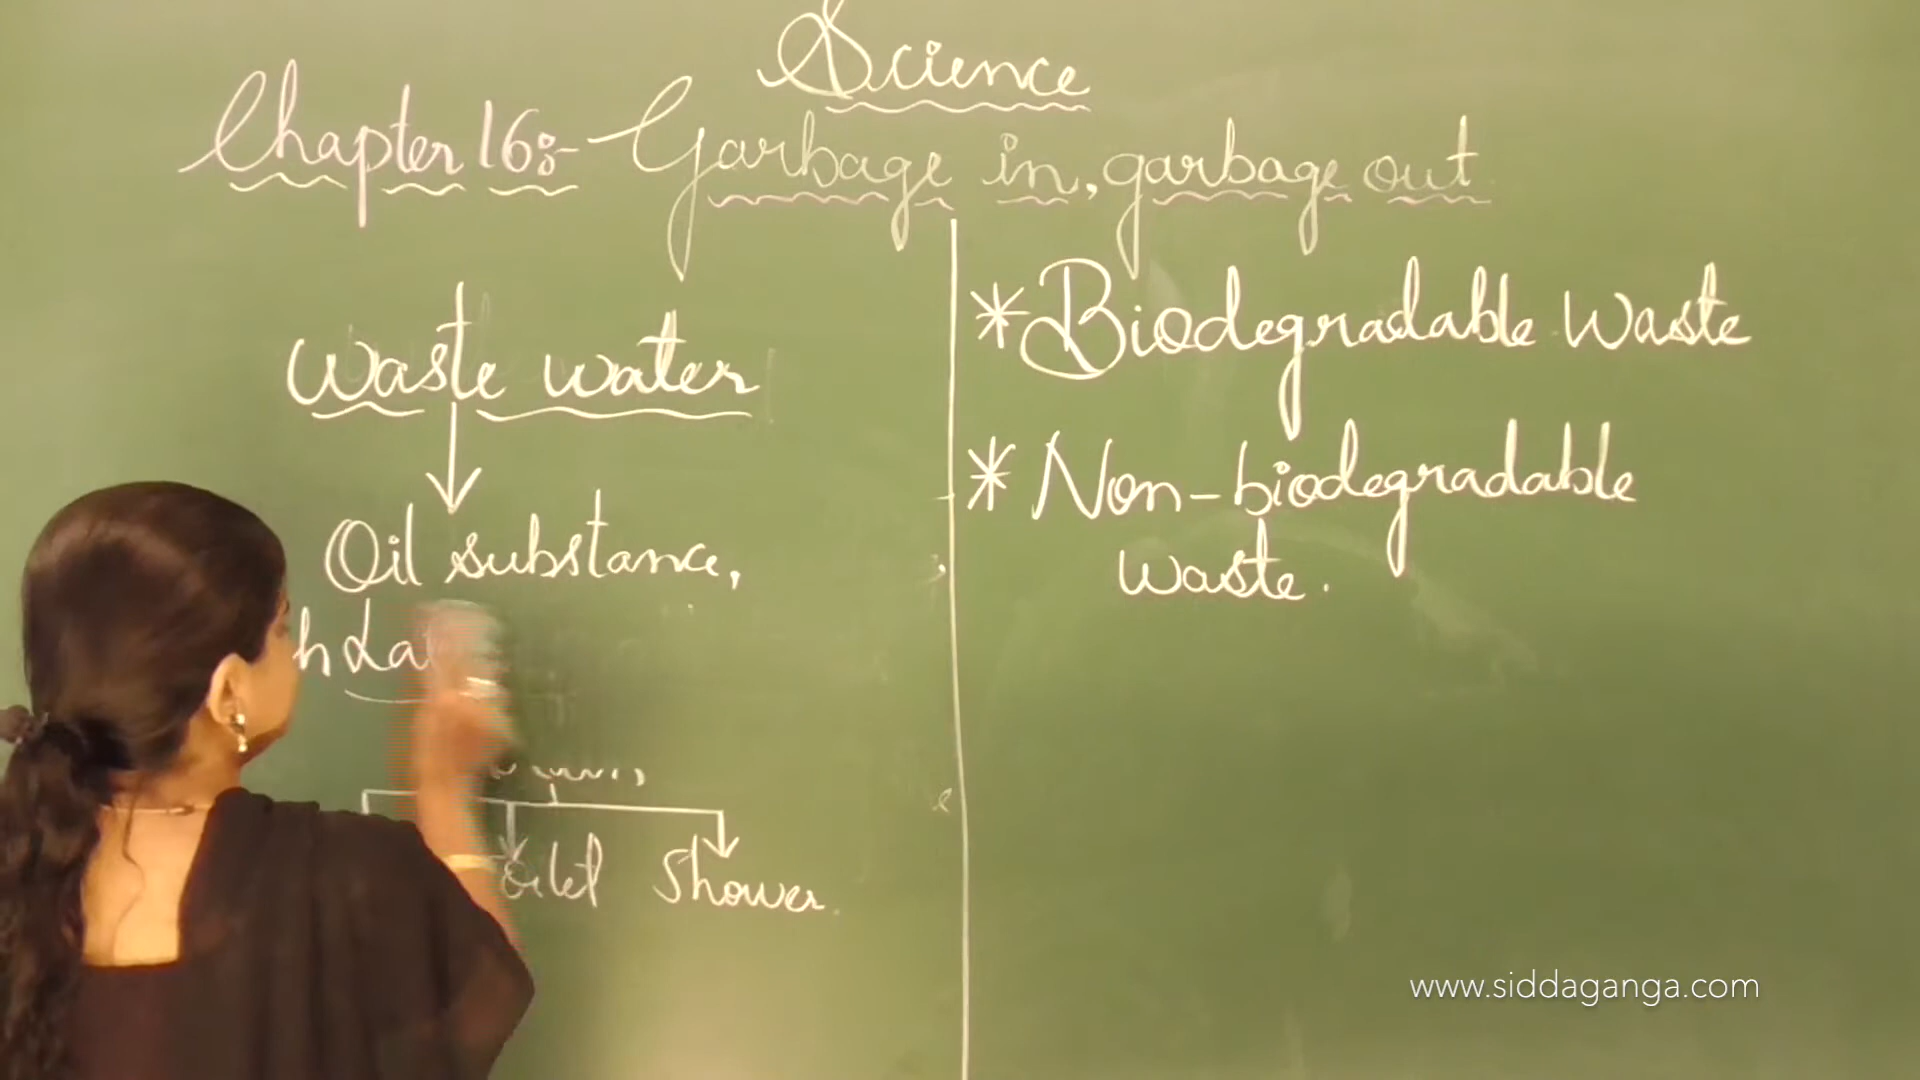 Science
Chapter 16:- Garbage in, garbage out
Waste water
Oil substance,
Shower.
* Biodegradable Waste
* Non-biodegradable
waste.
www.siddaganga.com